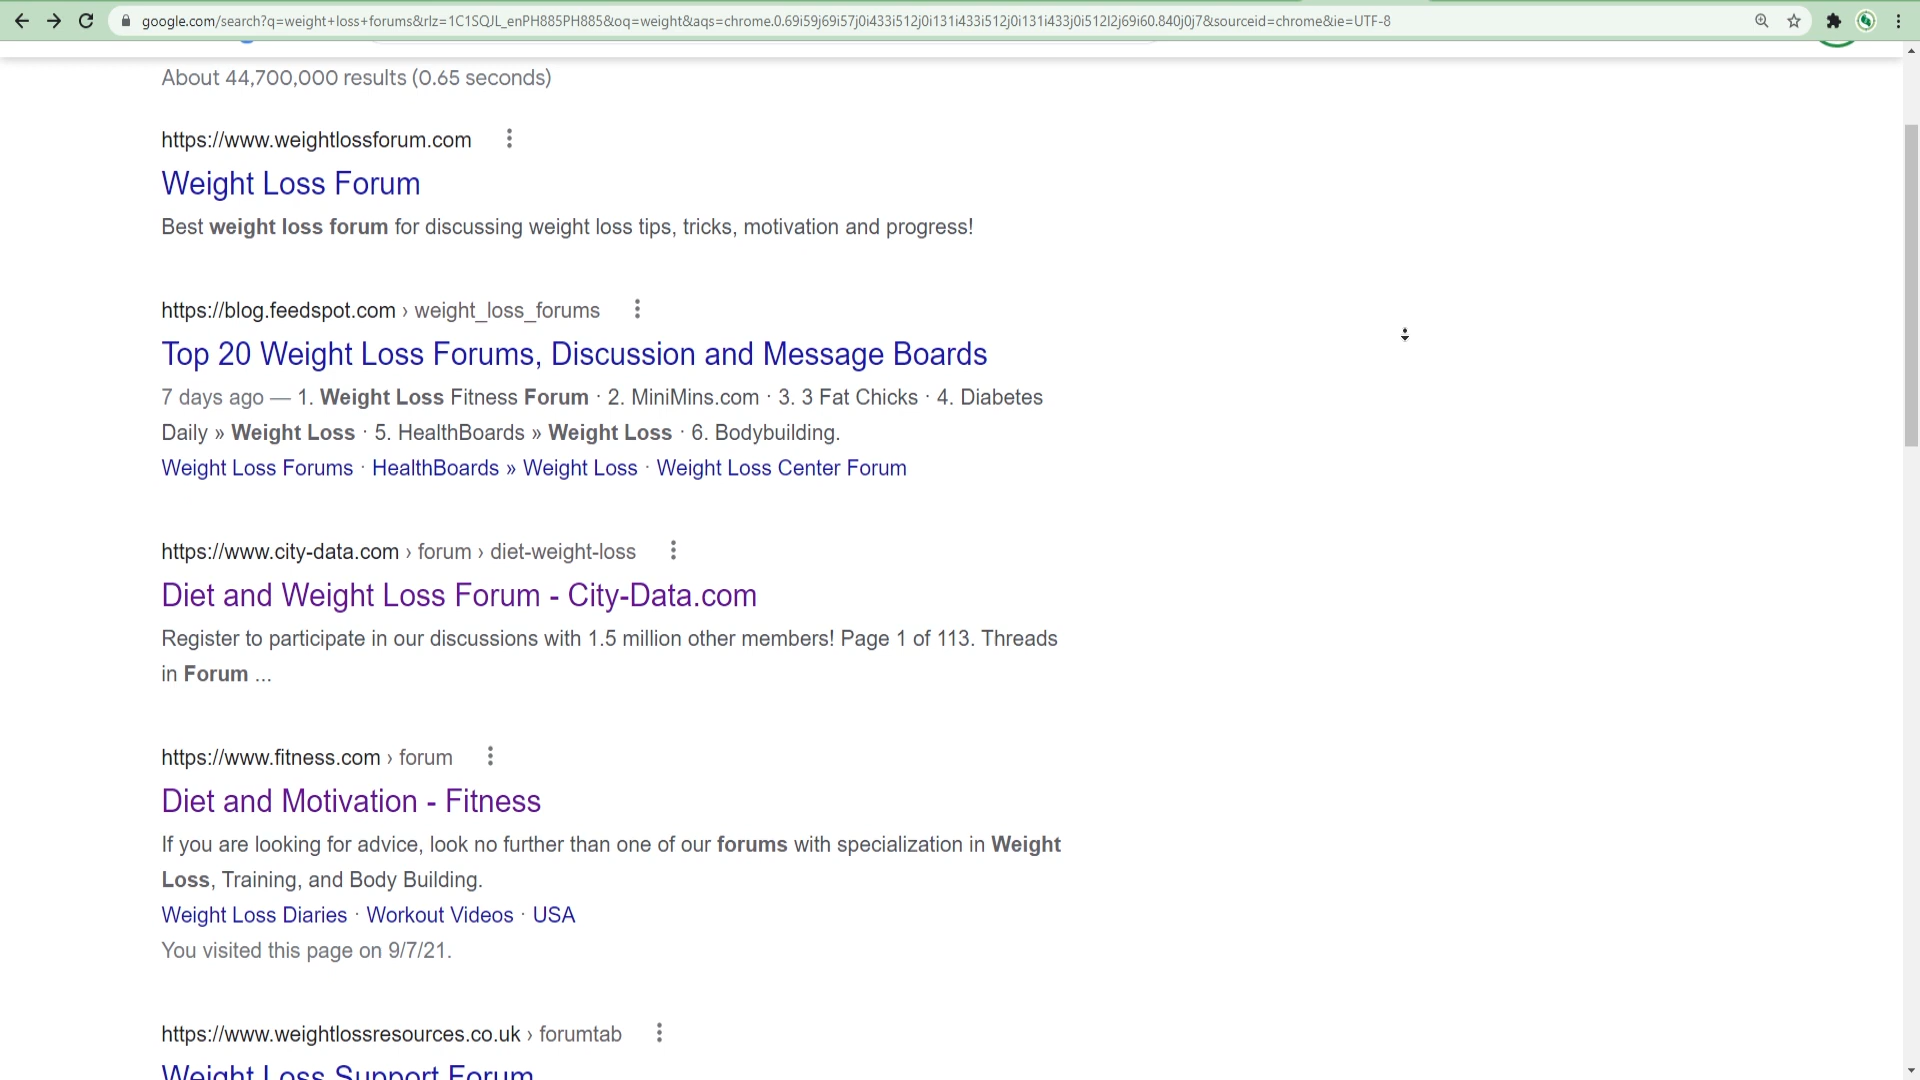 google.com/search?q=weight+loss+forums&rlz=1C1SQJL_enPH885PH885&oq=weight&aqs=chrome.0.69i59j69i57j0i433i512j0i131i433i512j0i131i433j0i512l2j69i60.840j0j7&sourceid=chrome&ie=UTF-8
About 44,700,000 results (0.65 seconds)
https://www.weightlossforum.com
Weight Loss Forum
Best weight loss forum for discussing weight loss tips, tricks, motivation and progress!
https://blog.feedspot.com › weight_loss_forums
Top 20 Weight Loss Forums, Discussion and Message Boards
7 days ago — 1. Weight Loss Fitness Forum · 2. MiniMins.com · 3. 3 Fat Chicks · 4. Diabetes
Daily » Weight Loss · 5. HealthBoards » Weight Loss · 6. Bodybuilding.
Weight Loss Forums · HealthBoards » Weight Loss · Weight Loss Center Forum
https://www.city-data.com › forum › diet-weight-loss
Diet and Weight Loss Forum - City-Data.com
Register to participate in our discussions with 1.5 million other members! Page 1 of 113. Threads
in Forum ...
https://www.fitness.com › forum
Diet and Motivation - Fitness
If you are looking for advice, look no further than one of our forums with specialization in Weight
Loss, Training, and Body Building.
Weight Loss Diaries · Workout Videos · USA
You visited this page on 9/7/21.
https://www.weightlossresources.co.uk › forumtab
Weight Loss Support Forum